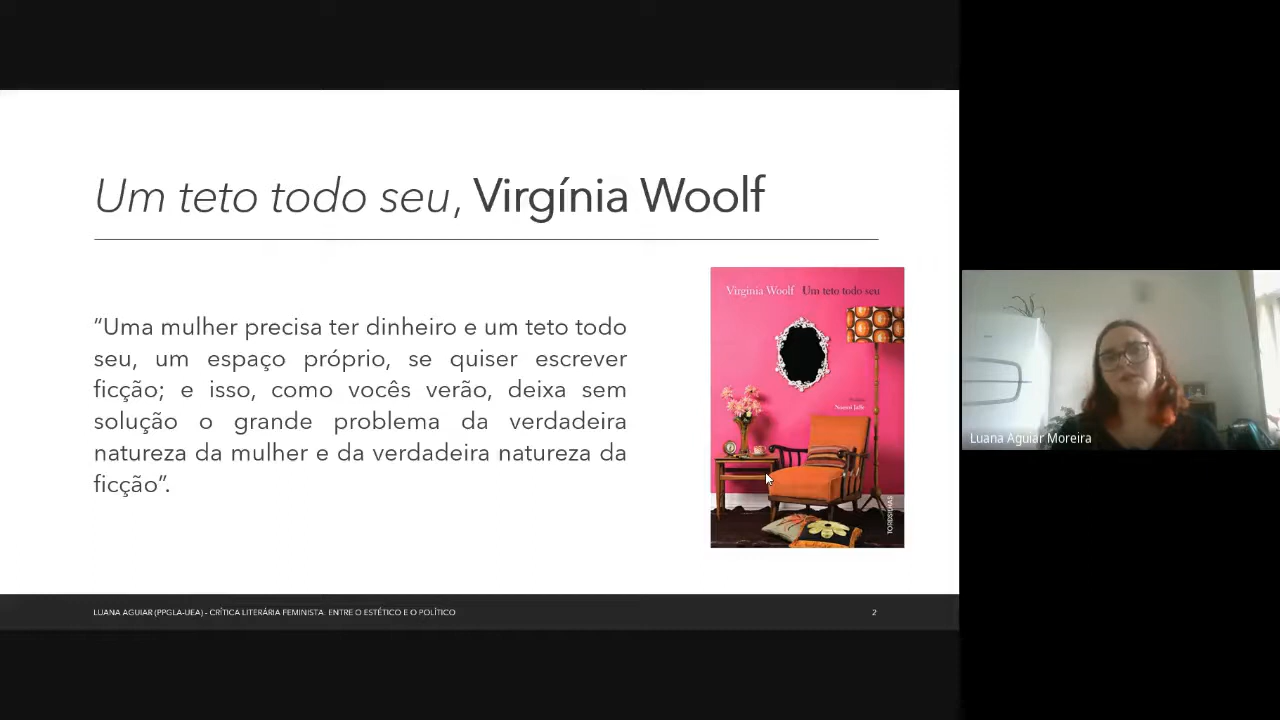 Um teto todo seu, Virgínia Woolf
“Uma mulher precisa ter dinheiro e um teto todo
seu, um espaço próprio, se quiser escrever
ficção; e isso, como vocês verão, deixa sem
solução o grande problema da verdadeira
natureza da mulher e da verdadeira natureza da
ficção”.
Virginia Woolf Um teto todo seu
Noemi Jaffe
TORDSILHAS
LUANA AGUIAR (PPGLA-UEA) - CRÍTICA LITERÁRIA FEMINISTA. ENTRE O ESTÉTICO E O POLÍTICO
2
Luana Aguiar Moreira